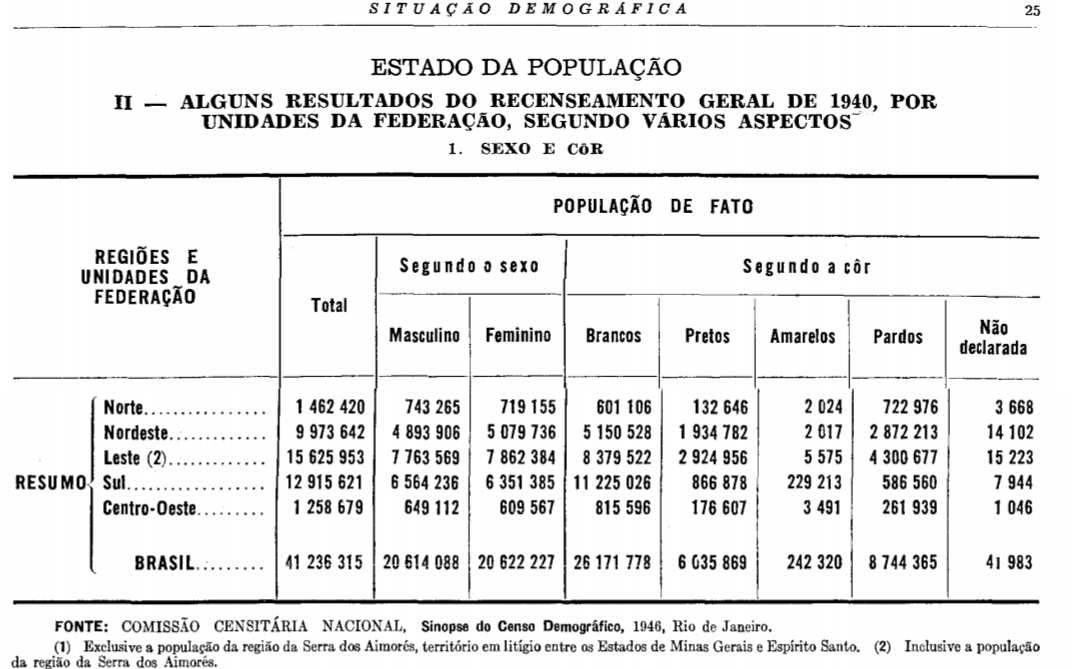 SITUAÇÃO DEMOGRÁFICA 25
ESTADO DA POPULAÇÃO
II — ALGUNS RESULTADOS DO RECENSEAMENTO GERAL DE 1940, POR
UNIDADES DA FEDERAÇÃO, SEGUNDO VÁRIOS ASPECTOS
1. SEXO E CÔR
REGIÕES E
UNIDADES DA
FEDERAÇÃO
POPULAÇÃO DE FATO
Total
Segundo o sexo
Segundo a côr
Masculino Feminino Brancos Pretos Amarelos Pardos Não
declarada
RESUMO
Norte................ 1 462 420 743 265 719 155 601 106 132 646 2 024 722 976 3 668
Nordeste............. 9 973 642 4 893 906 5 079 736 5 150 528 1 934 782 2 017 2 872 213 14 102
Leste (2)............. 15 625 953 7 763 569 7 862 384 8 379 522 2 924 956 5 575 4 300 677 15 223
Sul.................. 12 915 621 6 564 236 6 351 385 11 225 026 866 878 229 213 586 560 7 944
Centro-Oeste......... 1 258 679 649 112 609 567 815 596 176 607 3 491 261 939 1 046
BRASIL......... 41 236 315 20 614 088 20 622 227 26 171 778 6 035 869 242 320 8 744 365 41 983
FONTE: COMISSÃO CENSITÁRIA NACIONAL, Sinopse do Censo Demográfico, 1946, Rio de Janeiro.
(1) Exclusive a população da região da Serra dos Aimorés, território em litígio entre os Estados de Minas Gerais e Espírito Santo. (2) Inclusive a população
da região da Serra dos Aimorés.